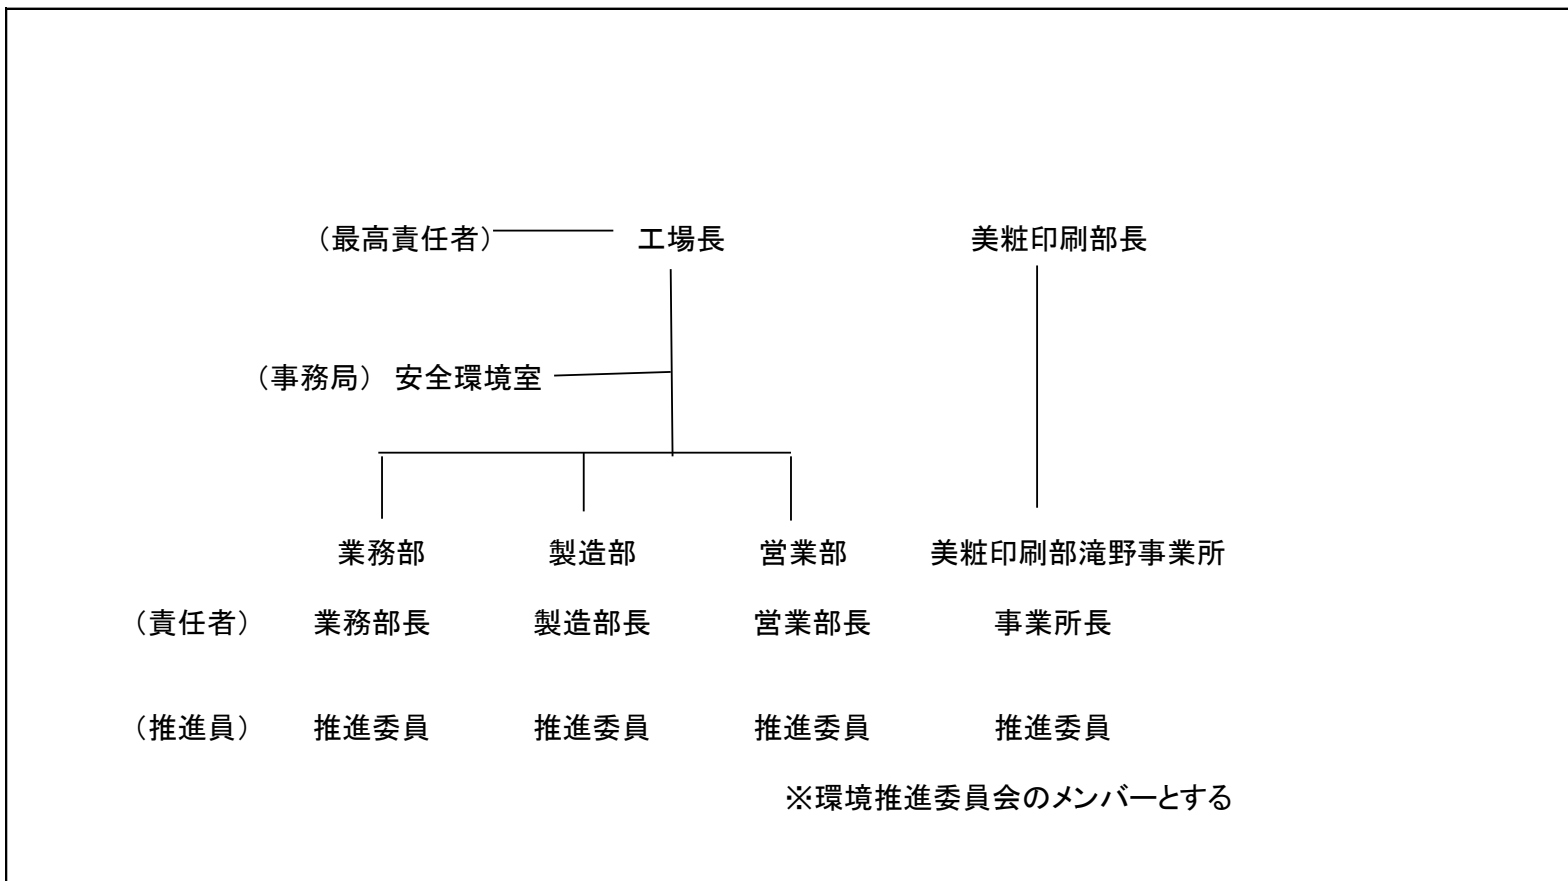 （最高責任者） 工場長 美粧印刷部長
（事務局） 安全環境室
業務部 製造部 営業部 美粧印刷部滝野事業所
（責任者） 業務部長 製造部長 営業部長 事業所長
（推進員） 推進委員 推進委員 推進委員 推進委員
※環境推進委員会のメンバーとする